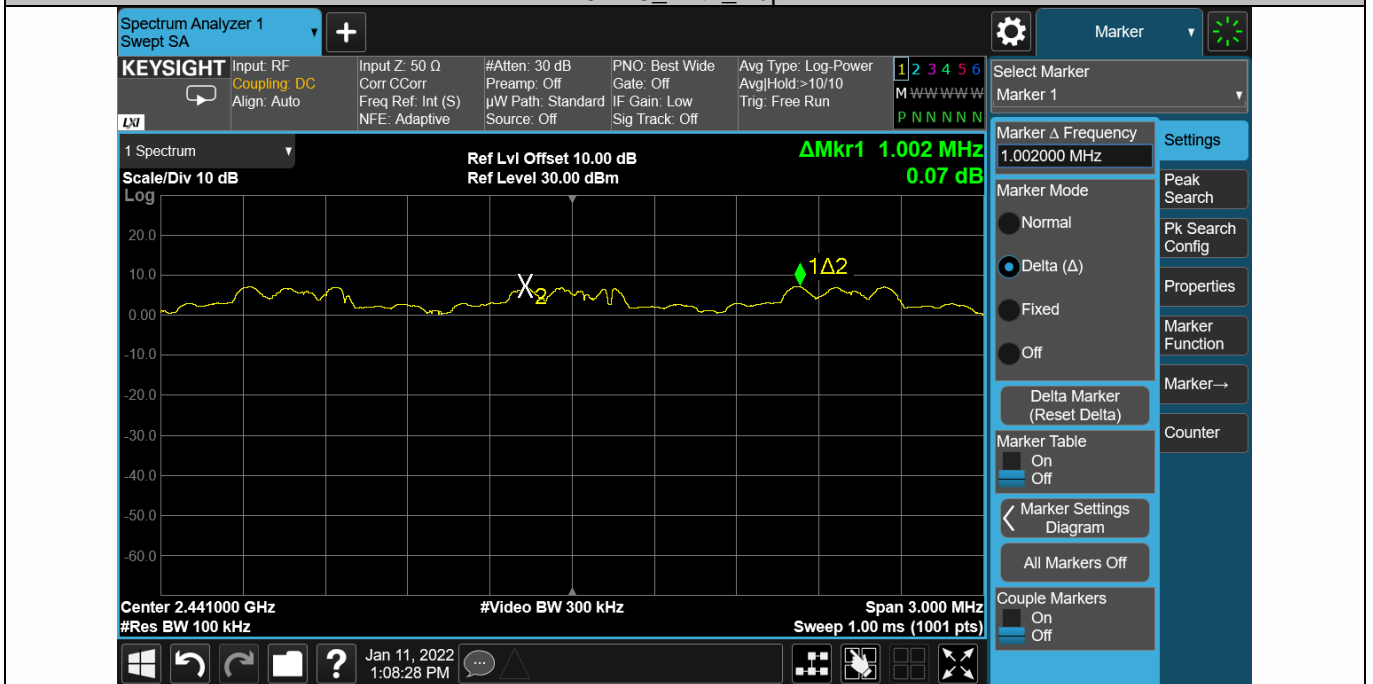 Spectrum Analyzer 1
Swept SA
+
Marker
KEYSIGHT
LXI
Input: RF
Coupling: DC
Align: Auto
Input Z: 50 Ω
Corr CCorr
Freq Ref: Int (S)
NFE: Adaptive
#Atten: 30 dB
Preamp: Off
µW Path: Standard
Source: Off
PNO: Best Wide
Gate: Off
IF Gain: Low
Sig Track: Off
Avg Type: Log-Power
Avg|Hold:>10/10
Trig: Free Run
1 2 3 4 5 6
M W W W W W
P N N N N N
Select Marker
Marker 1
1 Spectrum
Scale/Div 10 dB
Ref Lvl Offset 10.00 dB
Ref Level 30.00 dBm
ΔMkr1 1.002 MHz
0.07 dB
Log
20.0
10.0
0.00
-10.0
-20.0
-30.0
-40.0
-50.0
-60.0
X2
1Δ2
Center 2.441000 GHz
#Res BW 100 kHz
#Video BW 300 kHz
Span 3.000 MHz
Sweep 1.00 ms (1001 pts)
Marker Δ Frequency
1.002000 MHz
Marker Mode
Normal
Delta (Δ)
Fixed
Off
Delta Marker
(Reset Delta)
Marker Table
On
Off
Marker Settings
Diagram
All Markers Off
Couple Markers
On
Off
Settings
Peak
Search
Pk Search
Config
Properties
Marker
Function
Marker→
Counter
?
Jan 11, 2022
1:08:28 PM